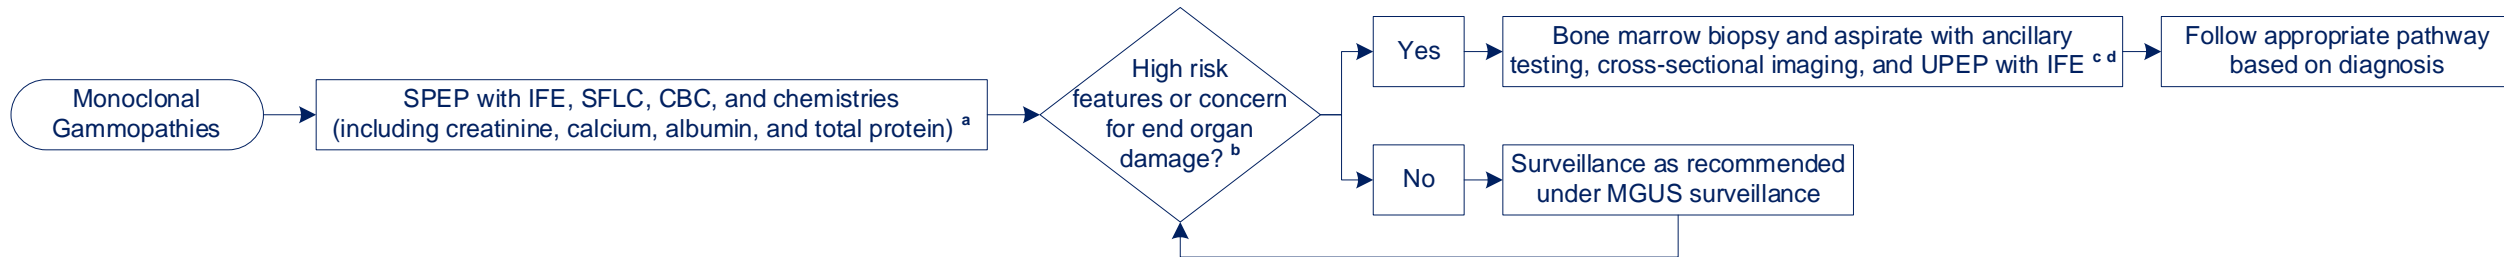 Monoclonal
Gammopathies
SPEP with IFE, SFLC, CBC, and chemistries
(including creatinine, calcium, albumin, and total protein) a
High risk
features or concern
for end organ
damage? b
Yes
Bone marrow biopsy and aspirate with ancillary
testing, cross-sectional imaging, and UPEP with IFE c d
Follow appropriate pathway
based on diagnosis
No
Surveillance as recommended
under MGUS surveillance